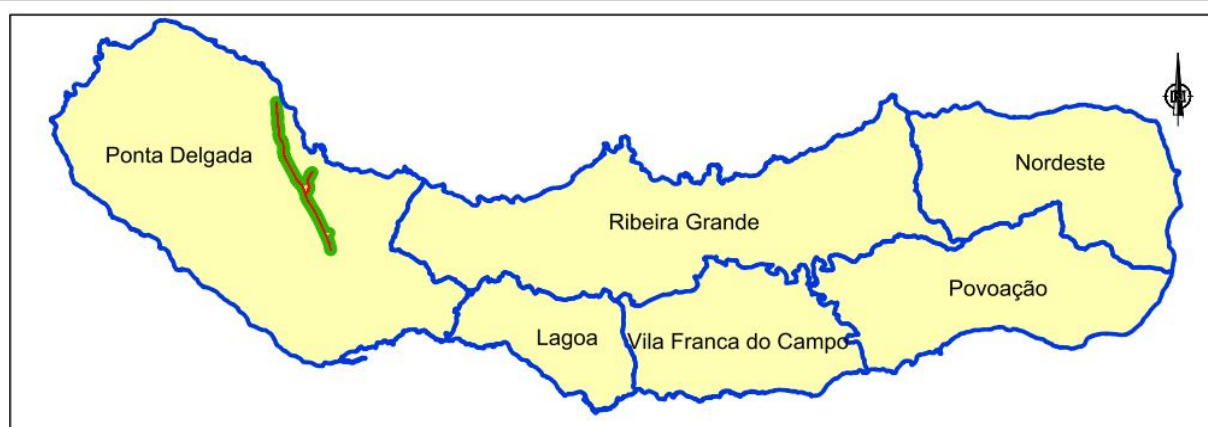 Ponta Delgada
Nordeste
Ribeira Grande
Povoação
Lagoa
Vila Franca do Campo
N